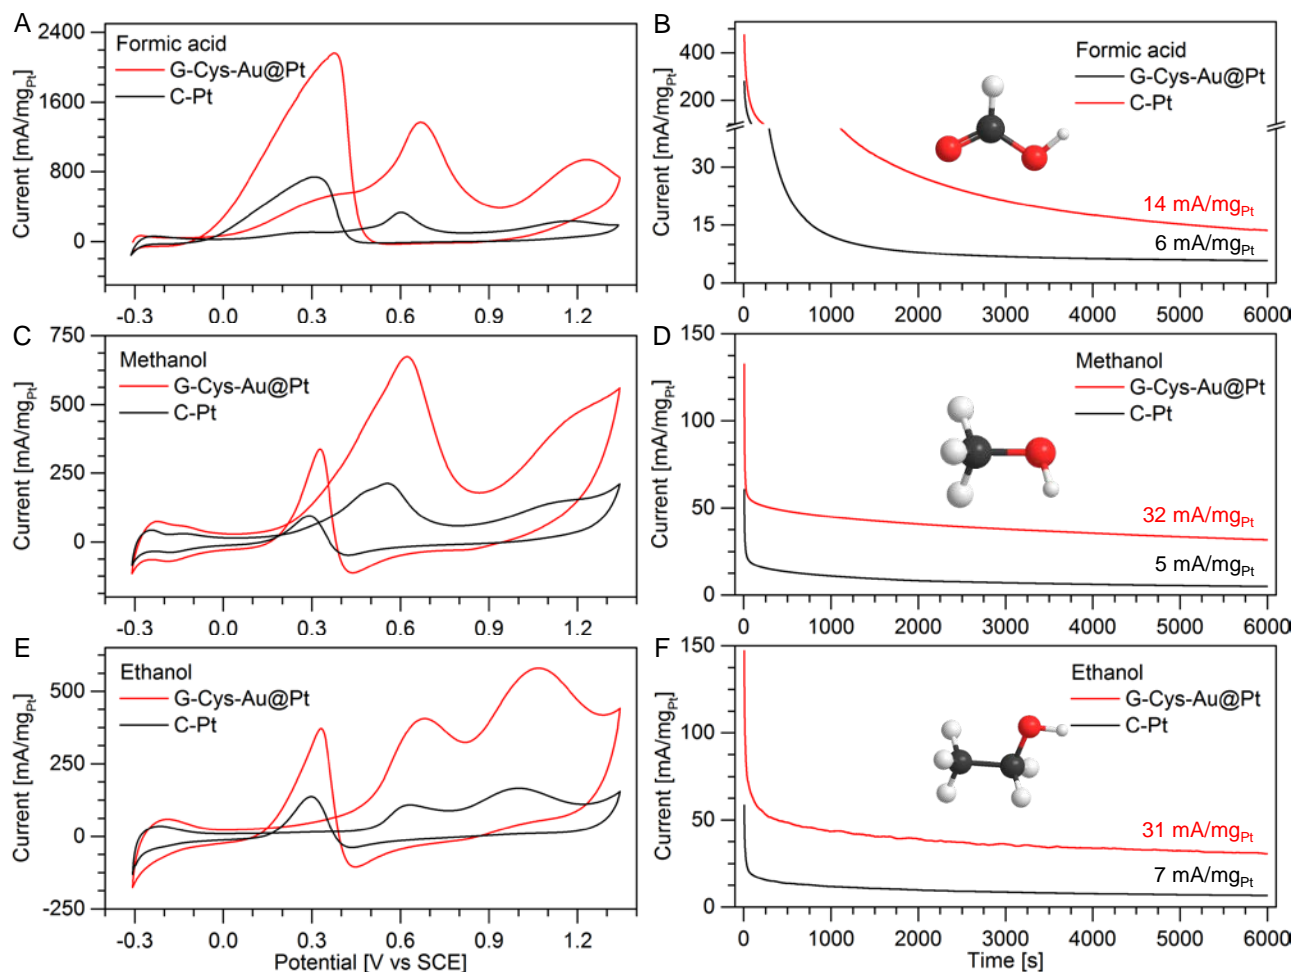 A
Formic acid
G-Cys-Au@Pt
C-Pt
Current [mA/mgPt]
2400
1600
800
0
-0.3 0.0 0.3 0.6 0.9 1.2
B
Formic acid
G-Cys-Au@Pt
C-Pt
Current [mA/mgPt]
400
200
30
15
0
14 mA/mgPt
6 mA/mgPt
0 1000 2000 3000 4000 5000 6000
C
Methanol
G-Cys-Au@Pt
C-Pt
Current [mA/mgPt]
750
500
250
0
-0.3 0.0 0.3 0.6 0.9 1.2
D
Methanol
G-Cys-Au@Pt
C-Pt
Current [mA/mgPt]
150
100
50
0
32 mA/mgPt
5 mA/mgPt
0 1000 2000 3000 4000 5000 6000
E
Ethanol
G-Cys-Au@Pt
C-Pt
Current [mA/mgPt]
500
250
0
-250
-0.3 0.0 0.3 0.6 0.9 1.2
Potential [V vs SCE]
F
Ethanol
G-Cys-Au@Pt
C-Pt
Current [mA/mgPt]
150
100
50
0
31 mA/mgPt
7 mA/mgPt
0 1000 2000 3000 4000 5000 6000
Time [s]